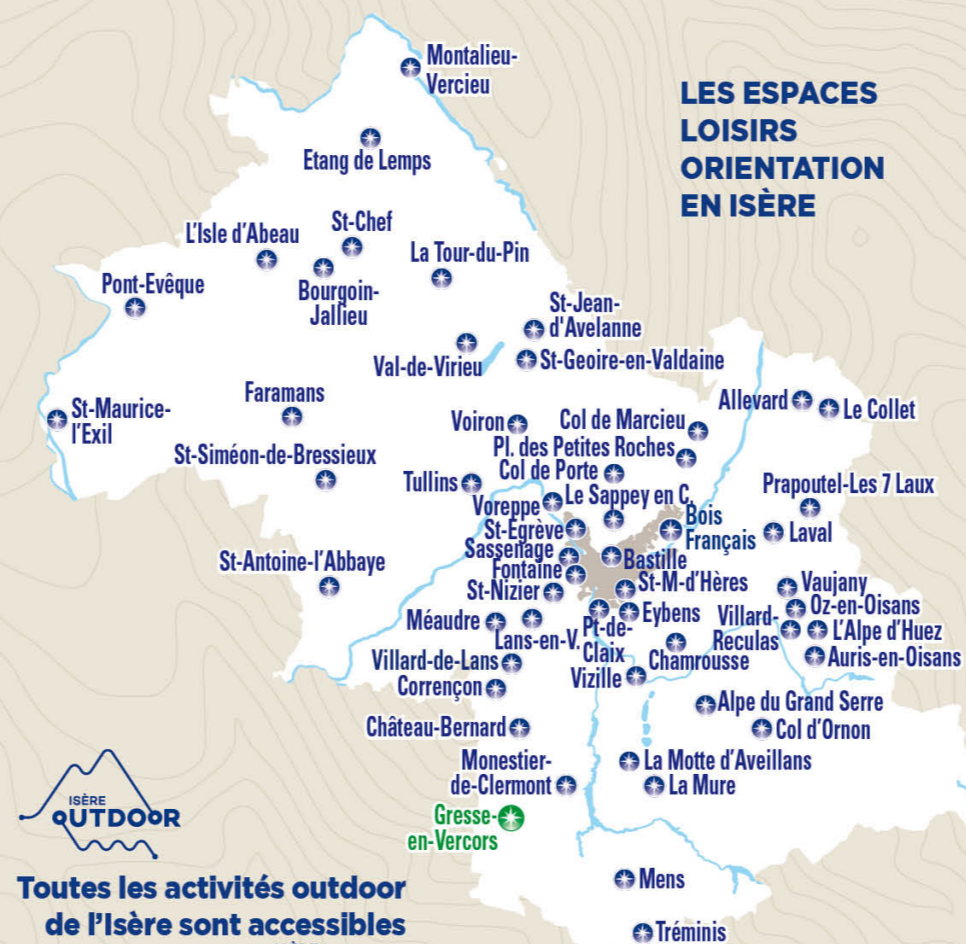 LES ESPACES
LOISIRS
ORIENTATION
EN ISÈRE
Montalieu-
Vercieu
Etang de Lemps
St-Chef
L'Isle d'Abeau
La Tour-du-Pin
Pont-Evêque
Bourgoin-
Jallieu
St-Jean-
d'Avelanne
Val-de-Virieu
St-Geoire-en-Valdaine
Faramans
St-Maurice-
l'Exil
Voiron
Col de Marcieu
Allevard
Le Collet
St-Siméon-de-Bressieux
Pl. des Petites Roches
Col de Porte
Tullins
Prapoutel-Les 7 Laux
Voreppe
Le Sappey en C.
Bois
Français
Laval
St-Egrève
Sassenage
Bastille
Fontaine
St-Antoine-l'Abbaye
St-Nizier
St-M-d'Hères
Vaujany
Oz-en-Oisans
Méaudre
Lans-en-V.
Pt-de-
Claix
Eybens
Villard-
Reculas
L'Alpe d'Huez
Chamrousse
Auris-en-Oisans
Villard-de-Lans
Vizille
Corrençon
Alpe du Grand Serre
Château-Bernard
Col d'Ornon
Monestier-
de-Clermont
La Motte d'Aveillans
La Mure
Gresse-
en-Vercors
Mens
Tréminis
ISÈRE
OUTDOOR
Toutes les activités outdoor
de l'Isère sont accessibles